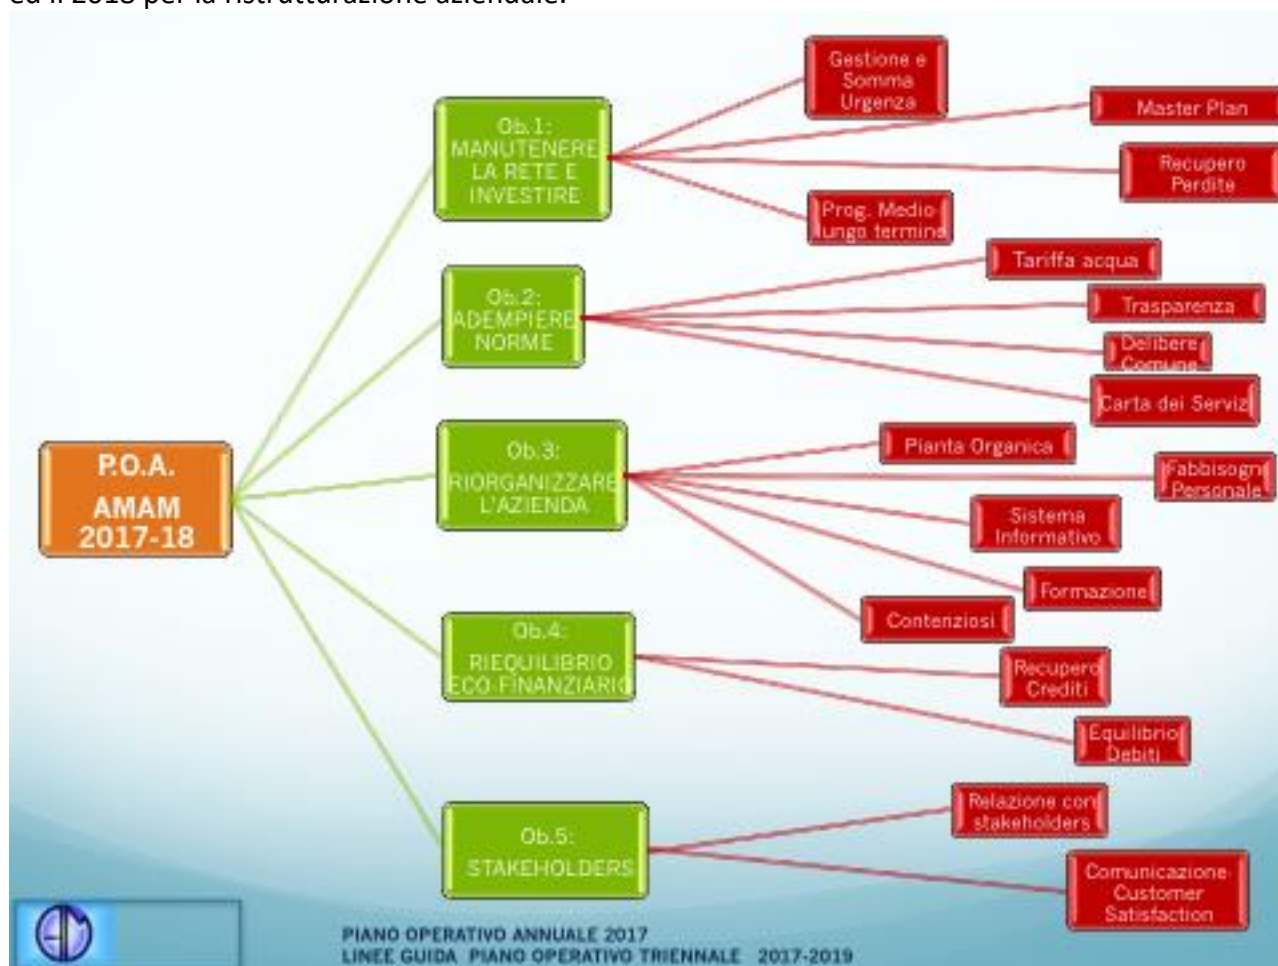 ed il 2018 per la ristrutturazione aziendale.
Gestione e
Somma
Urgenza
Master Plan
Recupero
Perdite
Prog. Medio
lungo termine
Ob.1:
MANUTENERE
LA RETE E
INVESTIRE
Tariffa acqua
Trasparenza
Delibere
Comune
Carta dei Serviz
Ob.2:
ADEMPIERE
NORME
P.O.A.
AMAM
2017-18
Ob.3:
RIORGANIZZARE
L'AZIENDA
Pianta Organica
Fabbisogni
Personale
Sistema
Informativo
Formazione
Contenziosi
Ob.4:
RIEQUILIBRIO
ECO-FINANZIARIO
Recupero
Crediti
Equilibrio
Debiti
Ob.5:
STAKEHOLDERS
Relazione con
stakeholders
Comunicazione
Customer
Satisfaction
PIANO OPERATIVO ANNUALE 2017
LINEE GUIDA PIANO OPERATIVO TRIENNALE 2017-2019